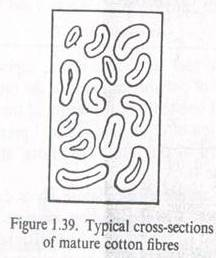 Figure 1.39. Typical cross-sections
of mature cotton fibres